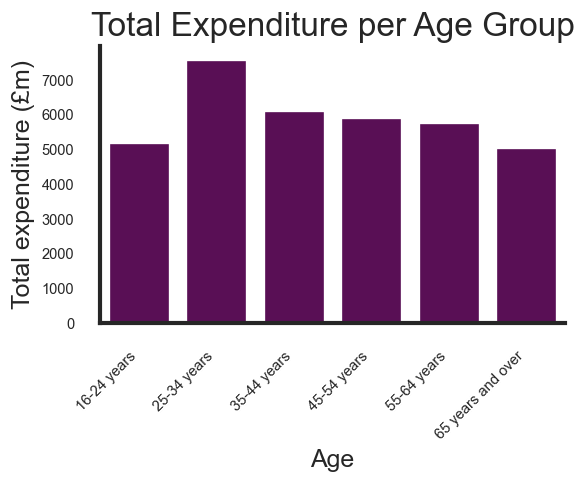 Total Expenditure per Age Group
Total expenditure (£m)
7000
6000
5000
4000
3000
2000
1000
0
16-24 years
25-34 years
35-44 years
45-54 years
55-64 years
65 years and over
Age